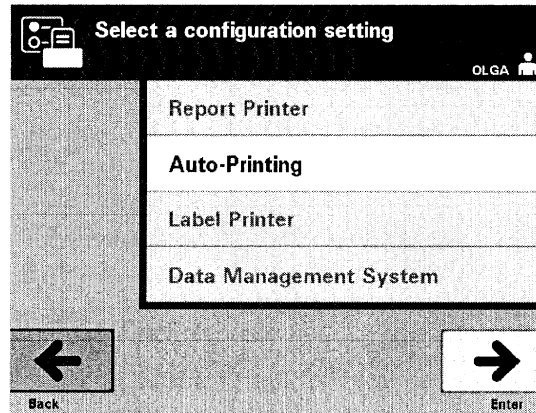 Select a configuration setting
OLGA
Report Printer
Auto-Printing
Label Printer
Data Management System
Back
Enter